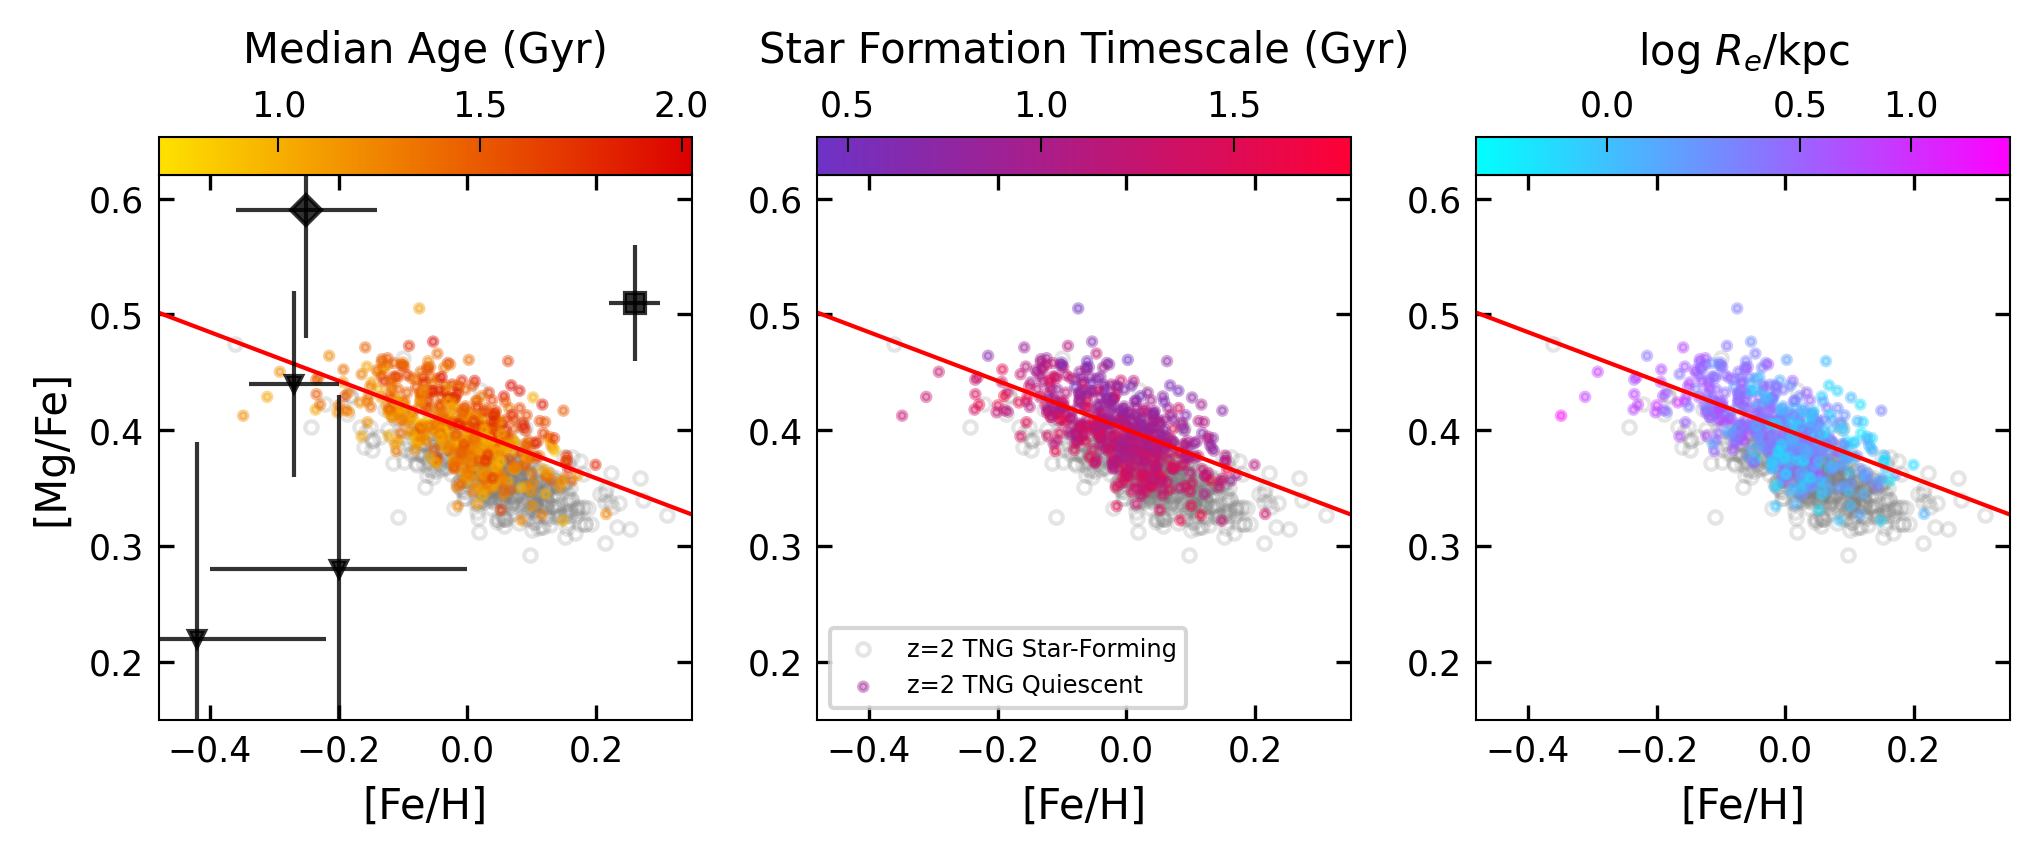 Median Age (Gyr)
Star Formation Timescale (Gyr)
log Re/kpc
1.0 1.5 2.0
0.5 1.0 1.5
0.0 0.5 1.0
[Mg/Fe]
0.6
0.5
0.4
0.3
0.2
−0.4 −0.2 0.0 0.2
[Fe/H]
0.6
0.5
0.4
0.3
0.2
z=2 TNG Star-Forming
z=2 TNG Quiescent
−0.4 −0.2 0.0 0.2
[Fe/H]
0.6
0.5
0.4
0.3
0.2
−0.4 −0.2 0.0 0.2
[Fe/H]